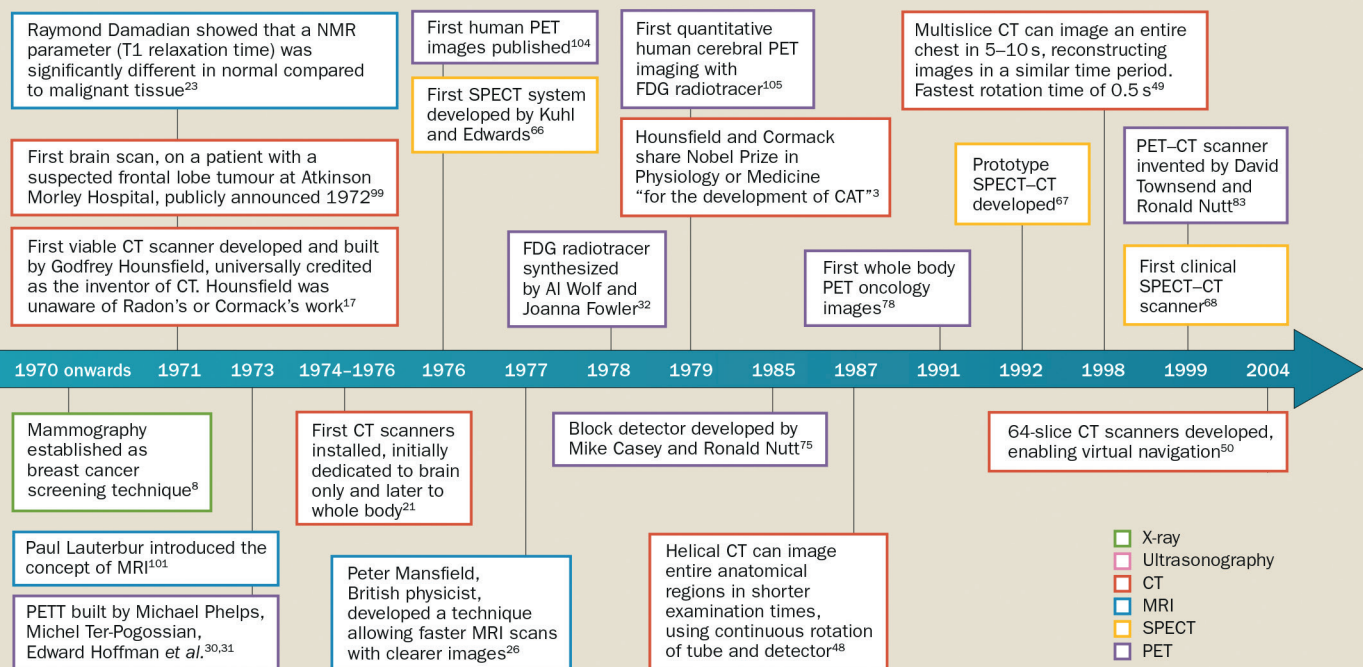 Raymond Damadian showed that a NMR
parameter (T1 relaxation time) was
significantly different in normal compared
to malignant tissue²³
First brain scan, on a patient with a
suspected frontal lobe tumour at Atkinson
Morley Hospital, publicly announced 1972⁹⁹
First viable CT scanner developed and built
by Godfrey Hounsfield, universally credited
as the inventor of CT. Hounsfield was
unaware of Radon's or Cormack's work¹⁷
First human PET
images published¹⁰⁴
First SPECT system
developed by Kuhl
and Edwards⁶⁶
FDG radiotracer
synthesized
by Al Wolf and
Joanna Fowler³²
First quantitative
human cerebral PET
imaging with
FDG radiotracer¹⁰⁵
Hounsfield and Cormack
share Nobel Prize in
Physiology or Medicine
“for the development of CAT”³
First whole body
PET oncology
images⁷⁸
Multislice CT can image an entire
chest in 5–10 s, reconstructing
images in a similar time period.
Fastest rotation time of 0.5 s⁴⁹
Prototype
SPECT–CT
developed⁶⁷
PET–CT scanner
invented by David
Townsend and
Ronald Nutt⁸³
First clinical
SPECT–CT
scanner⁶⁸
1970 onwards 1971 1973 1974–1976 1976 1977 1978 1979 1985 1987 1991 1992 1998 1999 2004
Mammography
established as
breast cancer
screening technique⁸
Paul Lauterbur introduced the
concept of MRI¹⁰¹
PETT built by Michael Phelps,
Michel Ter-Pogossian,
Edward Hoffman et al.³⁰,³¹
First CT scanners
installed, initially
dedicated to brain
only and later to
whole body²¹
Peter Mansfield,
British physicist,
developed a technique
allowing faster MRI scans
with clearer images²⁶
Block detector developed by
Mike Casey and Ronald Nutt⁷⁵
Helical CT can image
entire anatomical
regions in shorter
examination times,
using continuous rotation
of tube and detector⁴⁸
64-slice CT scanners developed,
enabling virtual navigation⁵⁰
X-ray
Ultrasonography
CT
MRI
SPECT
PET